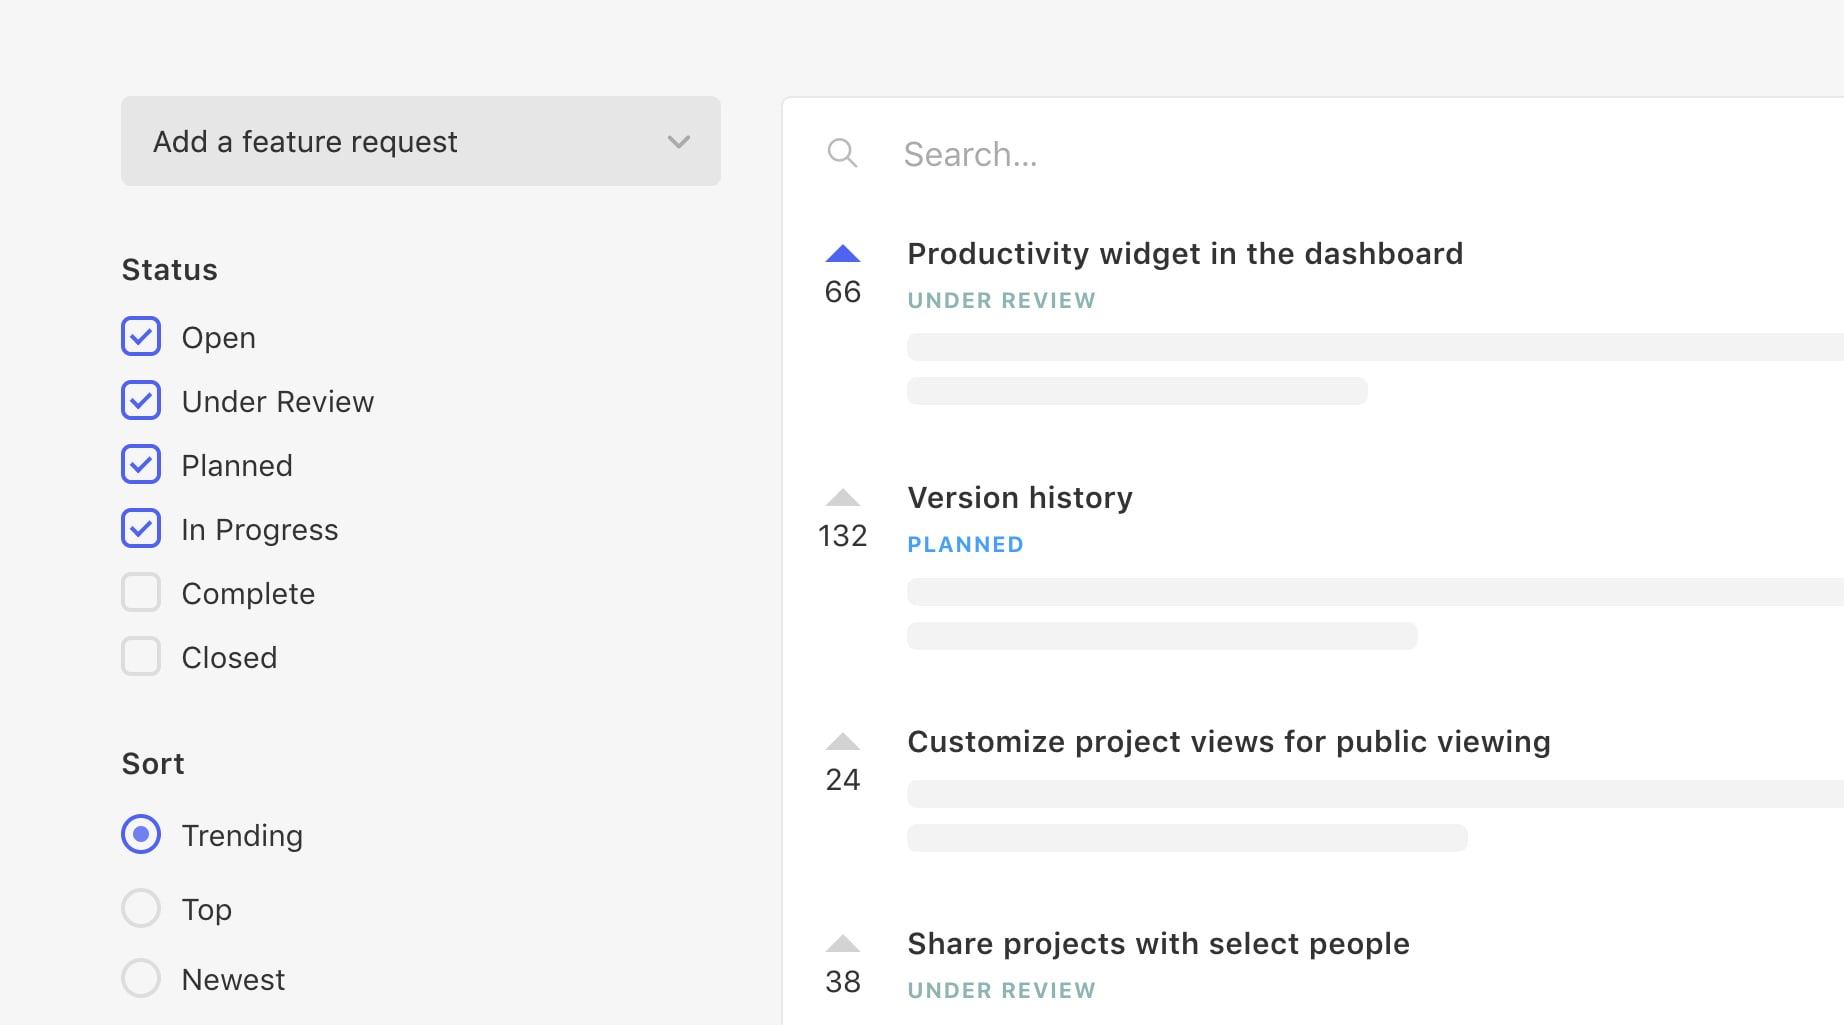 Add a feature request
Status
Open
Under Review
Planned
In Progress
Complete
Closed
Sort
Trending
Top
Newest
Search...
Productivity widget in the dashboard
66
UNDER REVIEW
Version history
132
PLANNED
Customize project views for public viewing
24
Share projects with select people
38
UNDER REVIEW